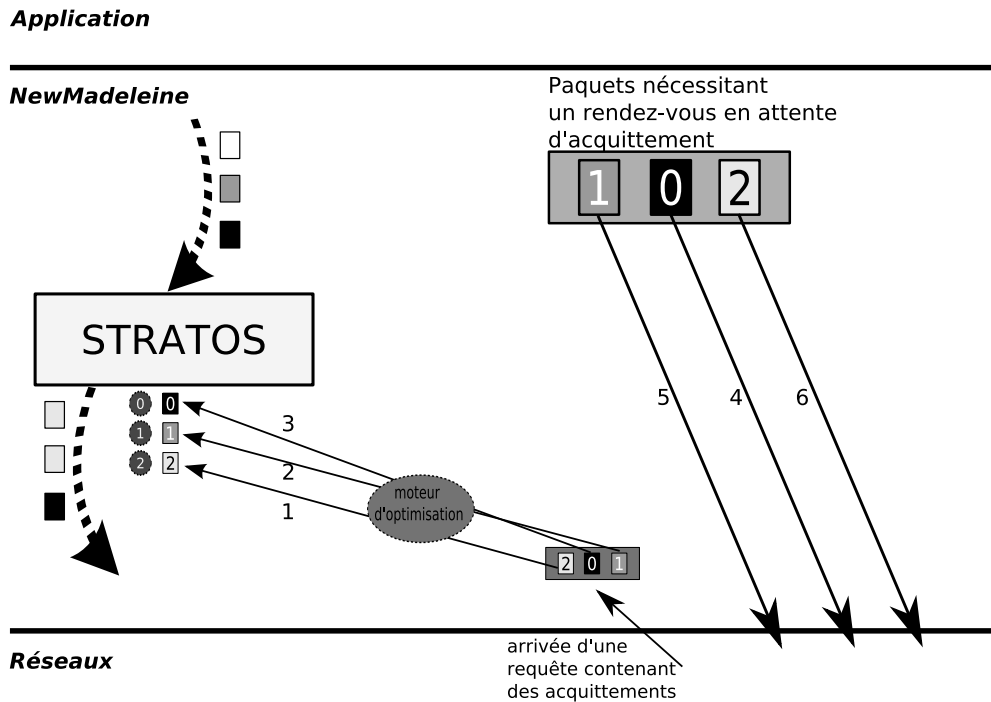 Application
NewMadeleine
Paquets nécessitant
un rendez-vous en attente
d'acquittement
1 0 2
STRATOS
0 0
1 1
2 2
3
2
1
moteur
d'optimisation
5 4 6
2 0 1
Réseaux
arrivée d'une
requête contenant
des acquittements